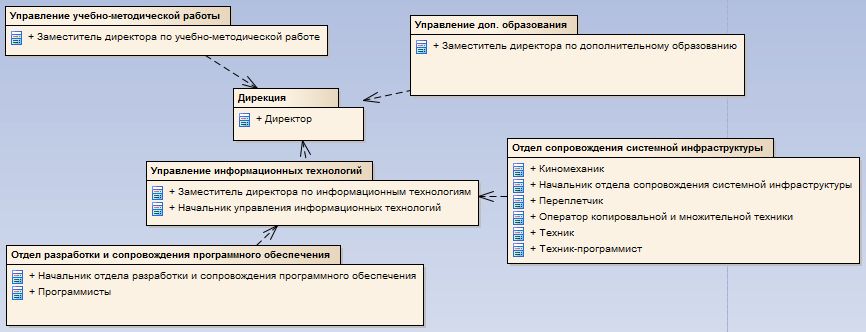 Управление учебно-методической работы
+ Заместитель директора по учебно-методической работе
Управление доп. образования
+ Заместитель директора по дополнительному образованию
Дирекция
+ Директор
Управление информационных технологий
+ Заместитель директора по информационным технологиям
+ Начальник управления информационных технологий
Отдел сопровождения системной инфраструктуры
+ Киномеханик
+ Начальник отдела сопровождения системной инфраструктуры
+ Переплетчик
+ Оператор копировальной и множительной техники
+ Техник
+ Техник-программист
Отдел разработки и сопровождения программного обеспечения
+ Начальник отдела разработки и сопровождения программного обеспечения
+ Программисты